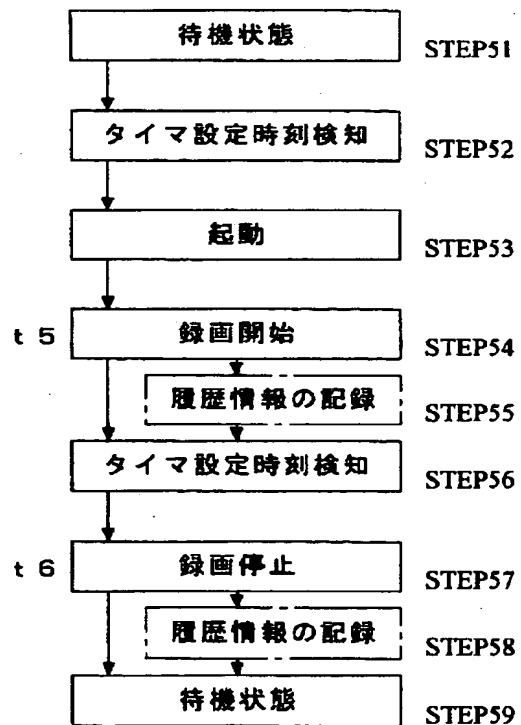 待機状態 STEP51
タイマ設定時刻検知 STEP52
起動 STEP53
t 5 録画開始 STEP54
履歴情報の記録 STEP55
タイマ設定時刻検知 STEP56
t 6 録画停止 STEP57
履歴情報の記録 STEP58
待機状態 STEP59